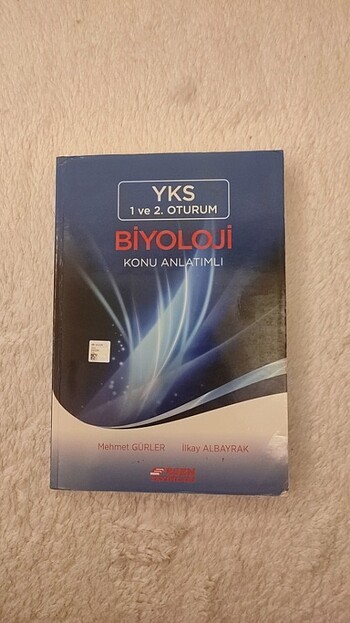 YKS
1 ve 2. OTURUM
BİYOLOJİ
KONU ANLATIMLI
Mehmet GÜRLER İlkay ALBAYRAK